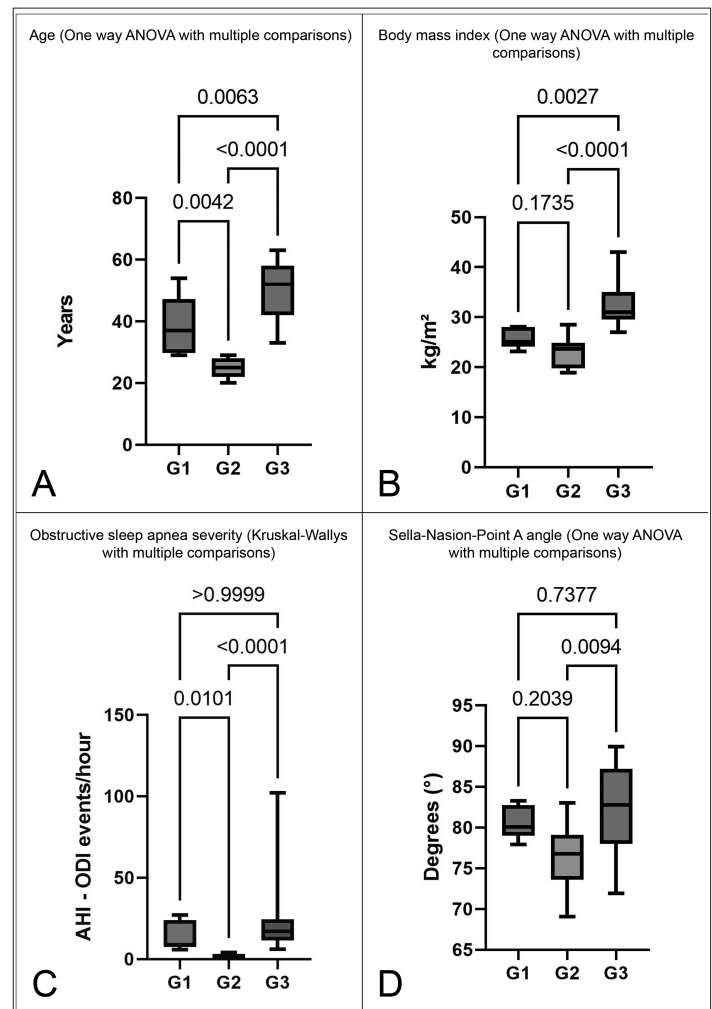 Age (One way ANOVA with multiple comparisons)
0.0063
<0.0001
0.0042
80
60
40
20
0
Years
G1 G2 G3
A
Body mass index (One way ANOVA with multiple
comparisons)
0.0027
<0.0001
0.1735
50
40
30
20
10
0
kg/m²
G1 G2 G3
B
Obstructive sleep apnea severity (Kruskal-Wallys
with multiple comparisons)
>0.9999
<0.0001
0.0101
150
100
50
0
AHI - ODI events/hour
G1 G2 G3
C
Sella-Nasion-Point A angle (One way ANOVA
with multiple comparisons)
0.7377
0.0094
0.2039
95
90
85
80
75
70
65
Degrees (°)
G1 G2 G3
D